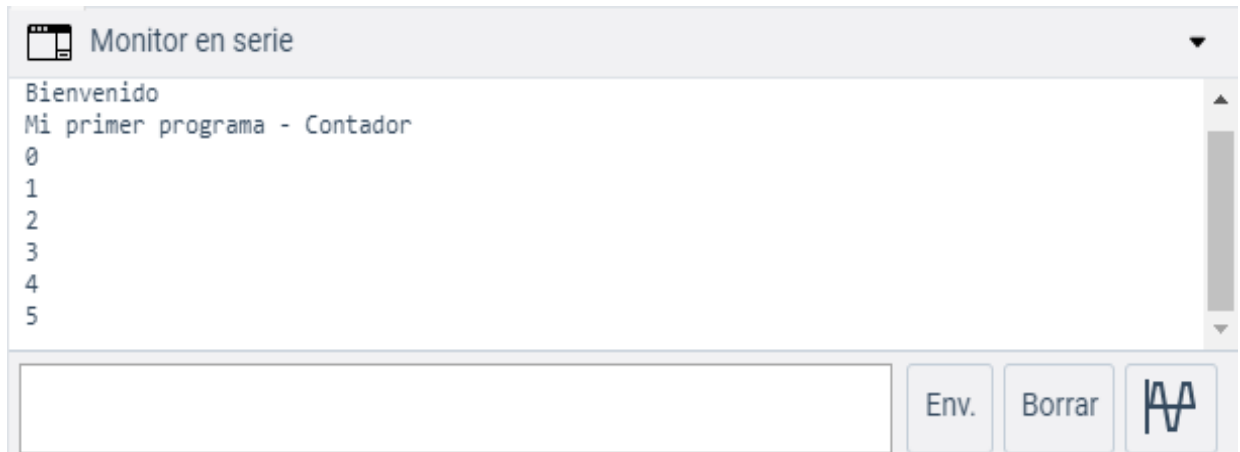 Monitor en serie
Bienvenido
Mi primer programa - Contador
0
1
2
3
4
5
Env.
Borrar